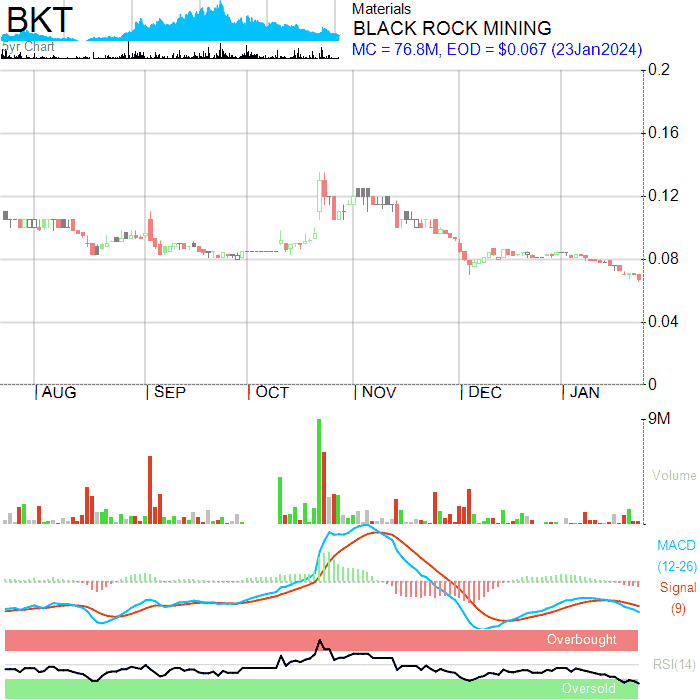 BKT
5yr Chart
Materials
BLACK ROCK MINING
MC = 76.8M, EOD = $0.067 (23Jan2024)
0.2
0.16
0.12
0.08
0.04
0
AUG SEP OCT NOV DEC JAN
9M
Volume
MACD
(12-26)
Signal
(9)
Overbought
RSI(14)
Oversold